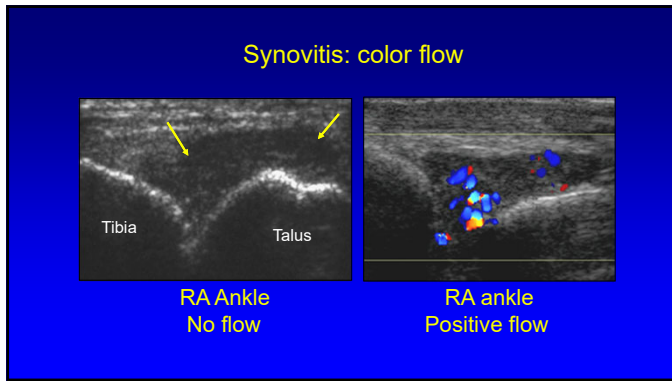 Synovitis: color flow
Tibia
Talus
RA Ankle
No flow
RA ankle
Positive flow